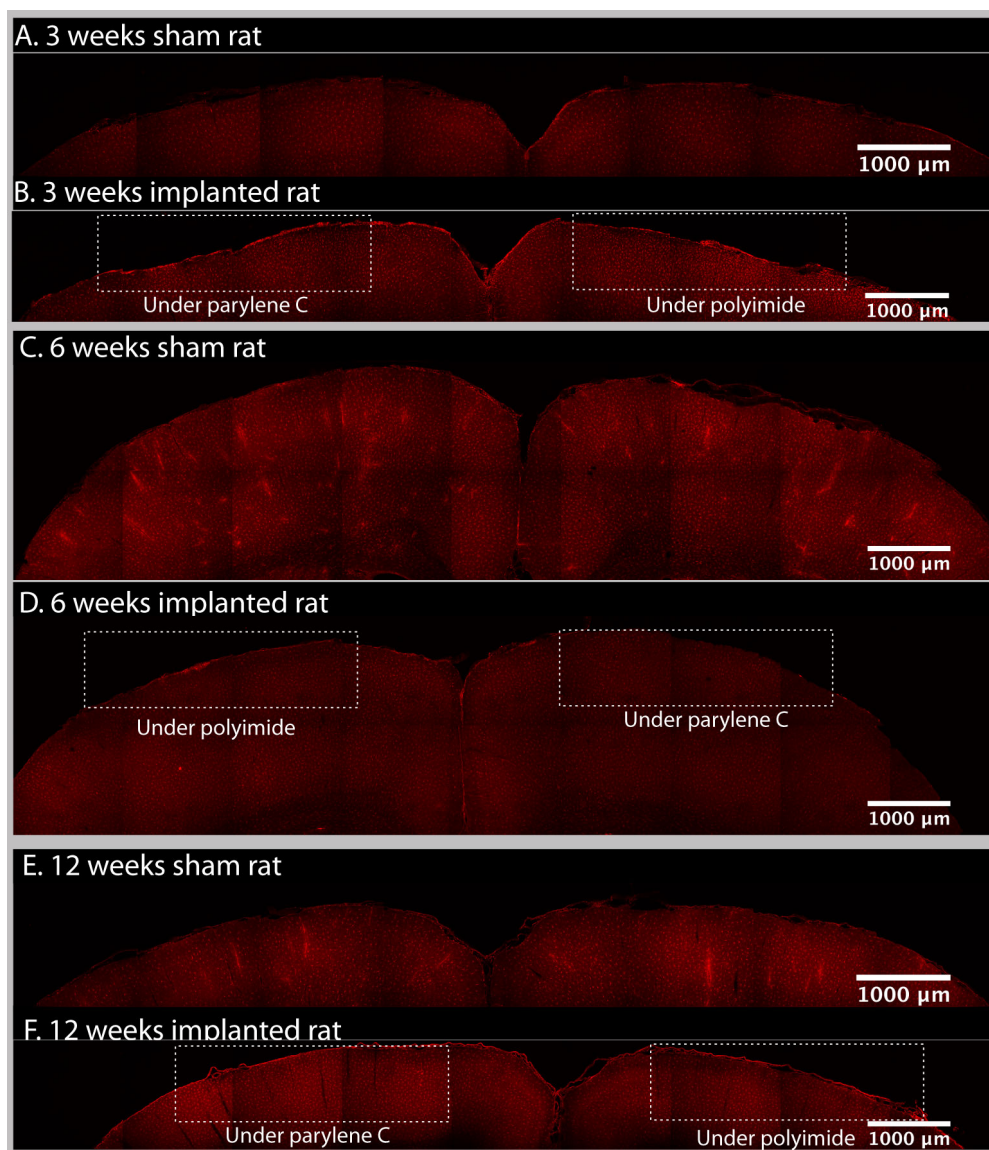 A. 3 weeks sham rat
1000 µm
B. 3 weeks implanted rat
Under parylene C
Under polyimide
1000 µm
C. 6 weeks sham rat
1000 µm
D. 6 weeks implanted rat
Under polyimide
Under parylene C
1000 µm
E. 12 weeks sham rat
1000 µm
F. 12 weeks implanted rat
Under parylene C
Under polyimide
1000 µm